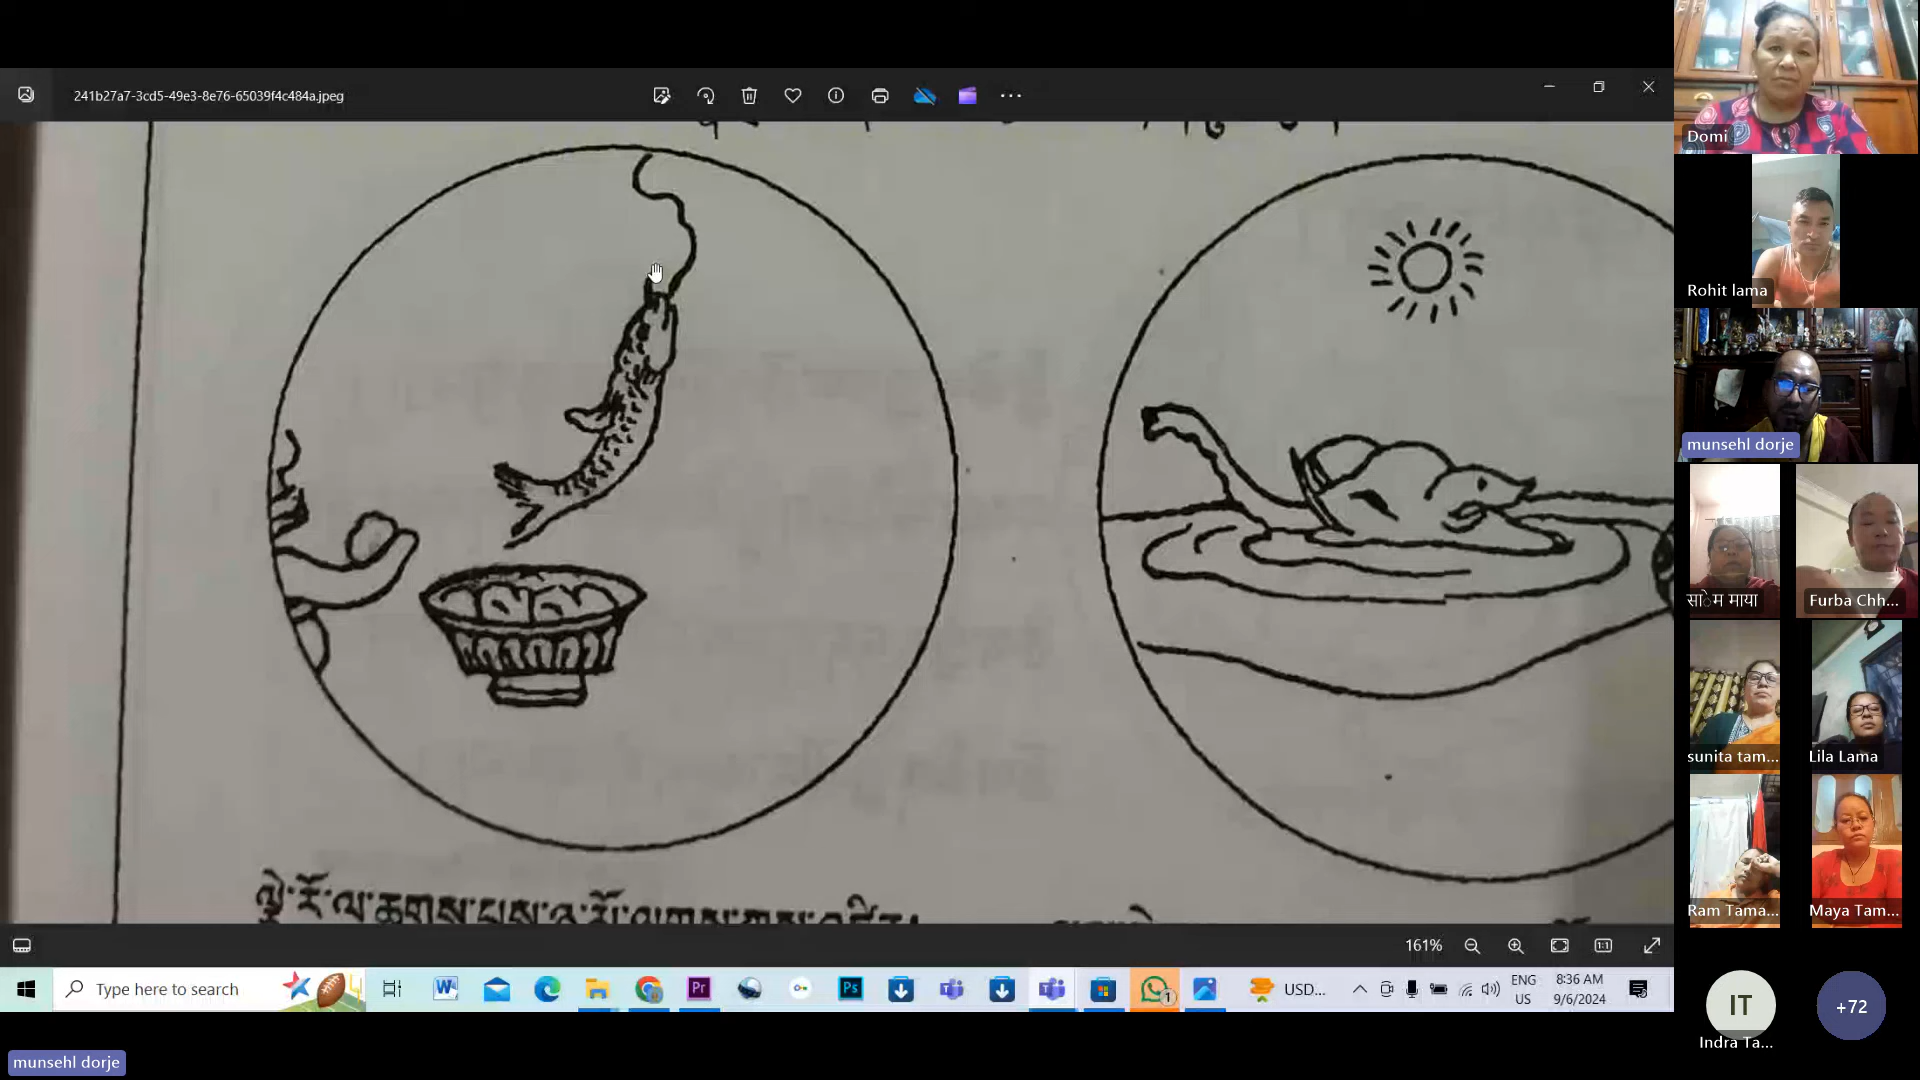 241b27a7-3cd5-49e3-8e76-65039f4c484a.jpeg
161%
Type here to search
USD...
ENG
US
8:36 AM
9/6/2024
munsehl dorje
Domi
Rohit lama
munsehl dorje
साेम माया
Furba Chh...
sunita tam...
Lila Lama
Ram Tama...
Maya Tam...
IT
Indra Ta...
+72